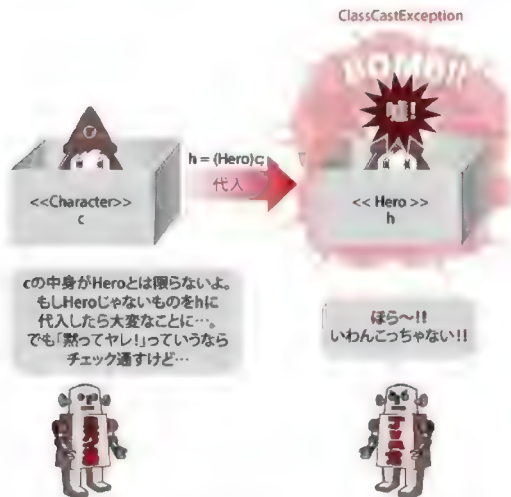 ClassCastException
BOMB!!
嘘!
h = (Hero)c;
代入
<<Character>>
c
<< Hero >>
h
cの中身がHeroとは限らないよ。
もしHeroじゃないものをhに
代入したら大変なことに…。
でも「黙ってヤレ!」っていうなら
チェック通すけど…
ほら〜!!
いわんこっちゃない!!
JVM